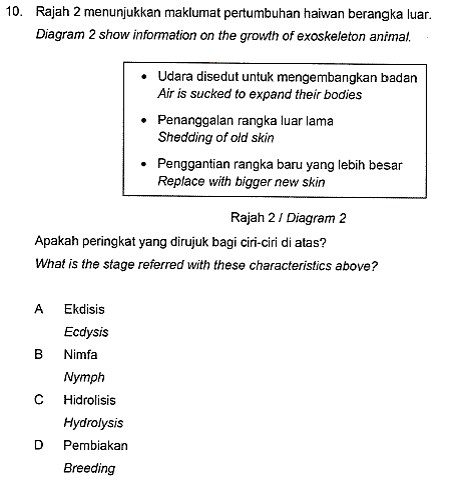 10. Rajah 2 menunjukkan maklumat pertumbuhan haiwan berangka luar.
Diagram 2 show information on the growth of exoskeleton animal.
• Udara disedut untuk mengembangkan badan
Air is sucked to expand their bodies
• Penanggalan rangka luar lama
Shedding of old skin
• Penggantian rangka baru yang lebih besar
Replace with bigger new skin
Rajah 2 / Diagram 2
Apakah peringkat yang dirujuk bagi ciri-ciri di atas?
What is the stage referred with these characteristics above?
A Ekdisis
Ecdysis
B Nimfa
Nymph
C Hidrolisis
Hydrolysis
D Pembiakan
Breeding